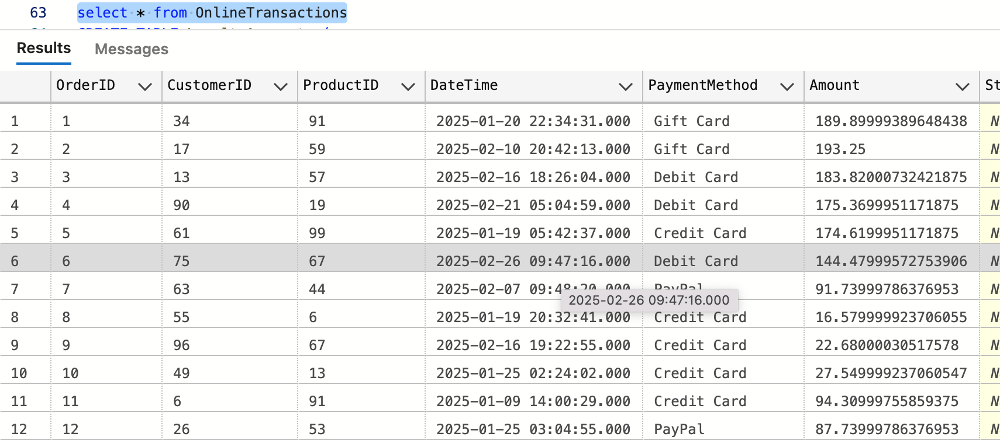 63 select * from OnlineTransactions
Results Messages
OrderID CustomerID ProductID DateTime PaymentMethod Amount St
1 1 34 91 2025-01-20 22:34:31.000 Gift Card 189.89999389648438 N
2 2 17 59 2025-02-10 20:42:13.000 Gift Card 193.25 N
3 3 13 57 2025-02-16 18:26:04.000 Debit Card 183.82000732421875 N
4 4 90 19 2025-02-21 05:04:59.000 Debit Card 175.3699951171875 N
5 5 61 99 2025-01-19 05:42:37.000 Credit Card 174.6199951171875 N
6 6 75 67 2025-02-26 09:47:16.000 Debit Card 144.47999572753906 N
7 7 63 44 2025-02-07 09:48:20.000 PayPal 91.73999786376953 N
2025-02-26 09:47:16.000
8 8 55 6 2025-01-19 20:32:41.000 Credit Card 16.579999923706055 N
9 9 96 67 2025-02-16 19:22:55.000 Credit Card 22.68000030517578 N
10 10 49 13 2025-01-25 02:24:02.000 Credit Card 27.549999237060547 N
11 11 6 91 2025-01-09 14:00:29.000 Credit Card 94.30999755859375 N
12 12 26 53 2025-01-25 03:04:55.000 PayPal 87.73999786376953 N